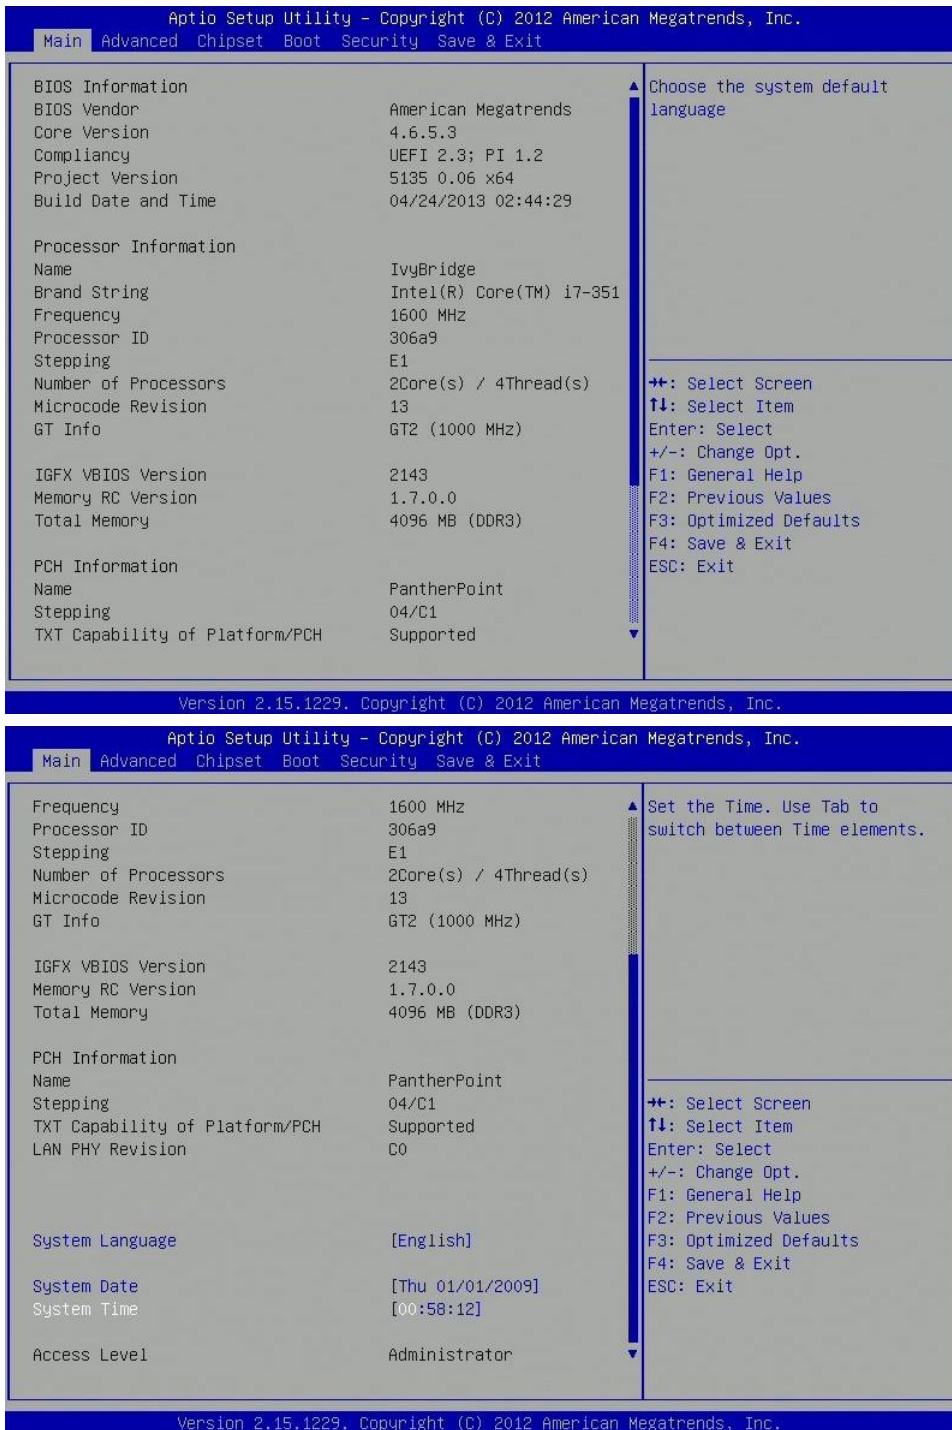 Aptio Setup Utility – Copyright (C) 2012 American Megatrends, Inc.
Main Advanced Chipset Boot Security Save & Exit
BIOS Information
BIOS Vendor American Megatrends
Core Version 4.6.5.3
Compliancy UEFI 2.3; PI 1.2
Project Version 5135 0.06 x64
Build Date and Time 04/24/2013 02:44:29
Processor Information
Name IvyBridge
Brand String Intel(R) Core(TM) i7-351
Frequency 1600 MHz
Processor ID 306a9
Stepping E1
Number of Processors 2Core(s) / 4Thread(s)
Microcode Revision 13
GT Info GT2 (1000 MHz)
IGFX VBIOS Version 2143
Memory RC Version 1.7.0.0
Total Memory 4096 MB (DDR3)
PCH Information
Name PantherPoint
Stepping 04/C1
TXT Capability of Platform/PCH Supported
Choose the system default
language
→←: Select Screen
↑↓: Select Item
Enter: Select
+/-: Change Opt.
F1: General Help
F2: Previous Values
F3: Optimized Defaults
F4: Save & Exit
ESC: Exit
Version 2.15.1229. Copyright (C) 2012 American Megatrends, Inc.
Aptio Setup Utility – Copyright (C) 2012 American Megatrends, Inc.
Main Advanced Chipset Boot Security Save & Exit
Frequency 1600 MHz
Processor ID 306a9
Stepping E1
Number of Processors 2Core(s) / 4Thread(s)
Microcode Revision 13
GT Info GT2 (1000 MHz)
IGFX VBIOS Version 2143
Memory RC Version 1.7.0.0
Total Memory 4096 MB (DDR3)
PCH Information
Name PantherPoint
Stepping 04/C1
TXT Capability of Platform/PCH Supported
LAN PHY Revision C0
System Language [English]
System Date [Thu 01/01/2009]
System Time [00:58:12]
Access Level Administrator
Set the Time. Use Tab to
switch between Time elements.
→←: Select Screen
↑↓: Select Item
Enter: Select
+/-: Change Opt.
F1: General Help
F2: Previous Values
F3: Optimized Defaults
F4: Save & Exit
ESC: Exit
Version 2.15.1229. Copyright (C) 2012 American Megatrends, Inc.